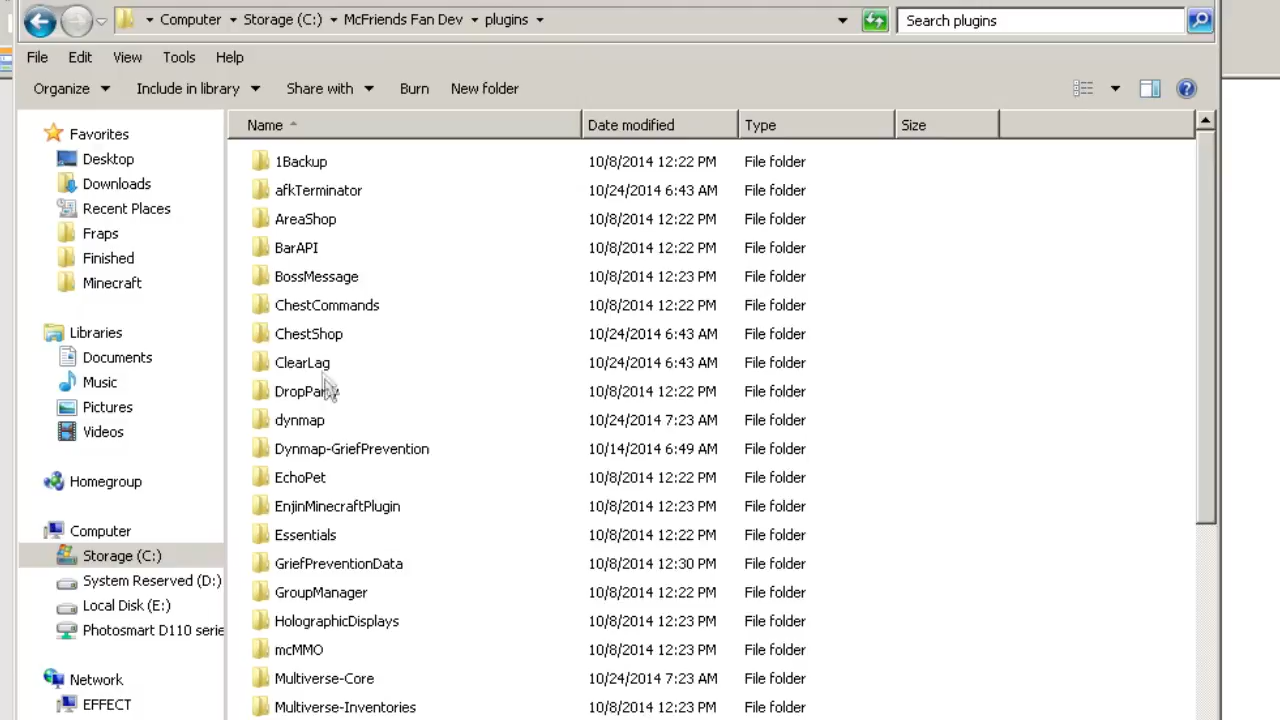 Computer Storage (C:) McFriends Fan Dev plugins Search plugins
File Edit View Tools Help
Organize Include in library Share with Burn New folder
Name Date modified Type Size
Favorites
Desktop
Downloads
Recent Places
Fraps
Finished
Minecraft
Libraries
Documents
Music
Pictures
Videos
Homegroup
Computer
Storage (C:)
System Reserved (D:)
Local Disk (E:)
Photosmart D110 serie
Network
EFFECT
1Backup 10/8/2014 12:22 PM File folder
afkTerminator 10/24/2014 6:43 AM File folder
AreaShop 10/8/2014 12:22 PM File folder
BarAPI 10/8/2014 12:22 PM File folder
BossMessage 10/8/2014 12:23 PM File folder
ChestCommands 10/8/2014 12:22 PM File folder
ChestShop 10/24/2014 6:43 AM File folder
ClearLag 10/24/2014 6:43 AM File folder
DropParty 10/8/2014 12:22 PM File folder
dynmap 10/24/2014 7:23 AM File folder
Dynmap-GriefPrevention 10/14/2014 6:49 AM File folder
EchoPet 10/8/2014 12:22 PM File folder
EnjinMinecraftPlugin 10/8/2014 12:23 PM File folder
Essentials 10/8/2014 12:22 PM File folder
GriefPreventionData 10/8/2014 12:30 PM File folder
GroupManager 10/8/2014 12:22 PM File folder
HolographicDisplays 10/8/2014 12:23 PM File folder
mcMMO 10/8/2014 12:23 PM File folder
Multiverse-Core 10/24/2014 7:23 AM File folder
Multiverse-Inventories 10/8/2014 12:23 PM File folder